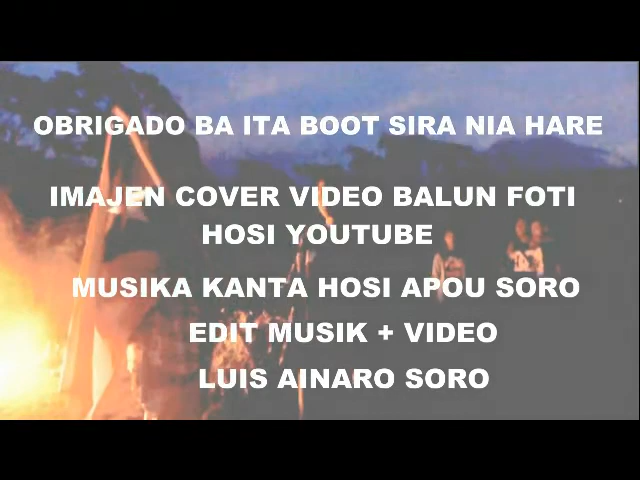 OBRIGADO BA ITA BOOT SIRA NIA HARE
IMAJEN COVER VIDEO BALUN FOTI
HOSI YOUTUBE
MUSIKA KANTA HOSI APOU SORO
EDIT MUSIK + VIDEO
LUIS AINARO SORO